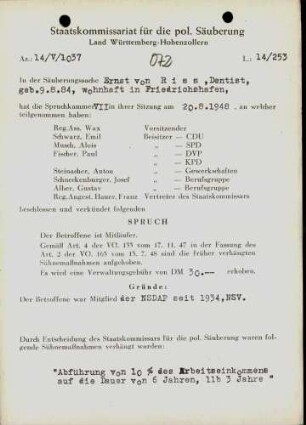 Staatskommissariat für die pol. Säuberung
Land Württemberg-Hohenzollern
Az.: 14/V/1037
L.: 14/253
In der Säuberungssache Ernst von Ries, Dentist,
geb.9.8.84, wohnhaft in Friedrichshafen,
hat die Spruchkammer VII in ihrer Sitzung am 20.8.1948, an welcher
teilgenommen haben:
Reg.Ass. Wax Vorsitzender
Schwarz, Emil Beisitzer — CDU
Musch, Alois „ — SPD
Fischer, Paul „ — DVP
„ — KPD
Steinacher, Anton „ — Gewerkschaften
Schneckenburger, Josef „ — Berufsgruppe
Alber, Gustav „ — Berufsgruppe,
Reg.Angest. Hauer, Franz Vertreter des Staatskommissars
beschlossen und verkündet folgenden
SPRUCH
Der Betroffene ist Mitläufer.
Gemäß Art. 4 der VO. 133 vom 17. 11. 47 in der Fassung des
Art. 2 der VO. 165 vom 13. 7. 48 sind die früher verhängten
Sühnemaßnahmen aufgehoben.
Es wird eine Verwaltungsgebühr von DM 30.-- erhoben.
Gründe:
Der Betroffene war Mitglied der NSDAP seit 1934, NSV.
Durch Entscheidung des Staatskommissars für die pol. Säuberung waren fol-
gende Sühnemaßnahmen verhängt worden:
"Abführung von 10 % des Arbeitseinkommens
auf die Dauer von 6 Jahren, 11b 3 Jahre "